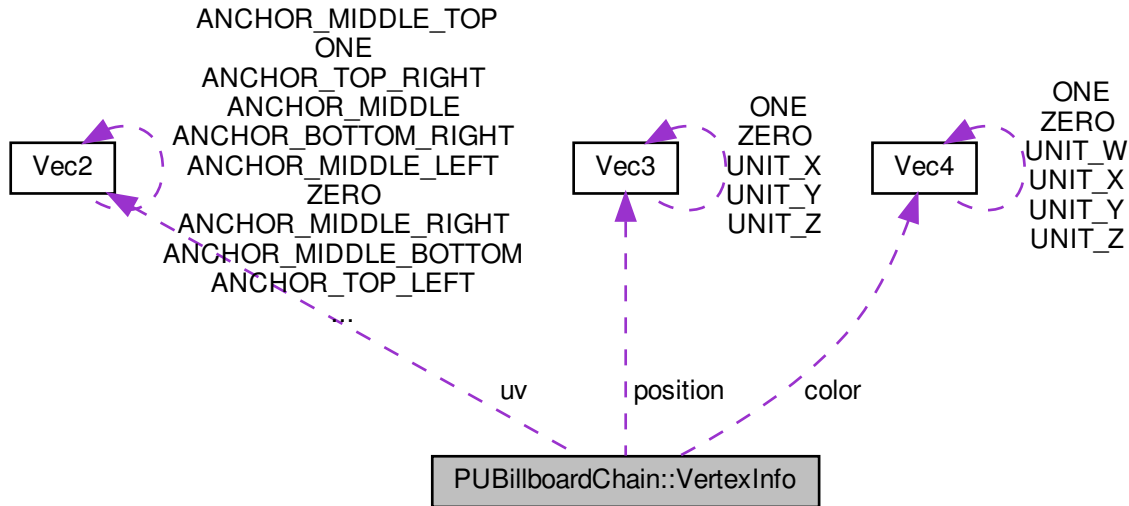 ANCHOR_MIDDLE_TOP
ONE
ANCHOR_TOP_RIGHT
ANCHOR_MIDDLE
ANCHOR_BOTTOM_RIGHT
ANCHOR_MIDDLE_LEFT
ZERO
ANCHOR_MIDDLE_RIGHT
ANCHOR_MIDDLE_BOTTOM
ANCHOR_TOP_LEFT
...
Vec2
ONE
ZERO
UNIT_X
UNIT_Y
UNIT_Z
Vec3
ONE
ZERO
UNIT_W
UNIT_X
UNIT_Y
UNIT_Z
Vec4
uv
position
color
PUBillboardChain::VertexInfo